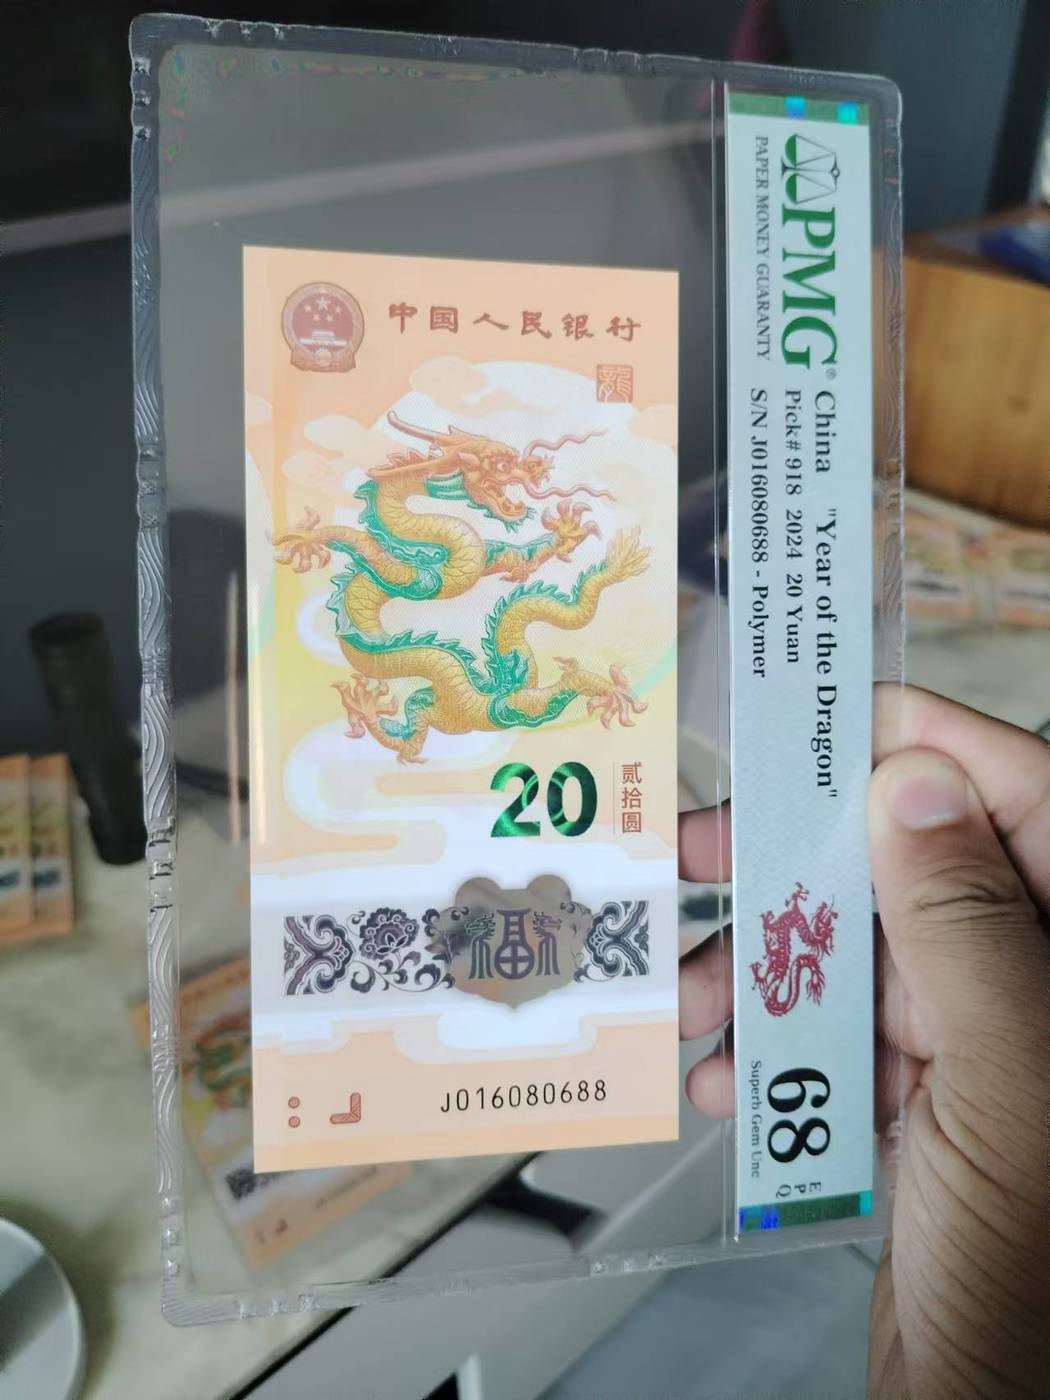 中国人民银行
龍
20
贰拾圆
福
J016080688
PMG®
PAPER MONEY GUARANTY
China "Year of the Dragon"
Pick# 918 2024 20 Yuan
S/N J016080688 - Polymer
68
EPQ
Superb Gem Unc